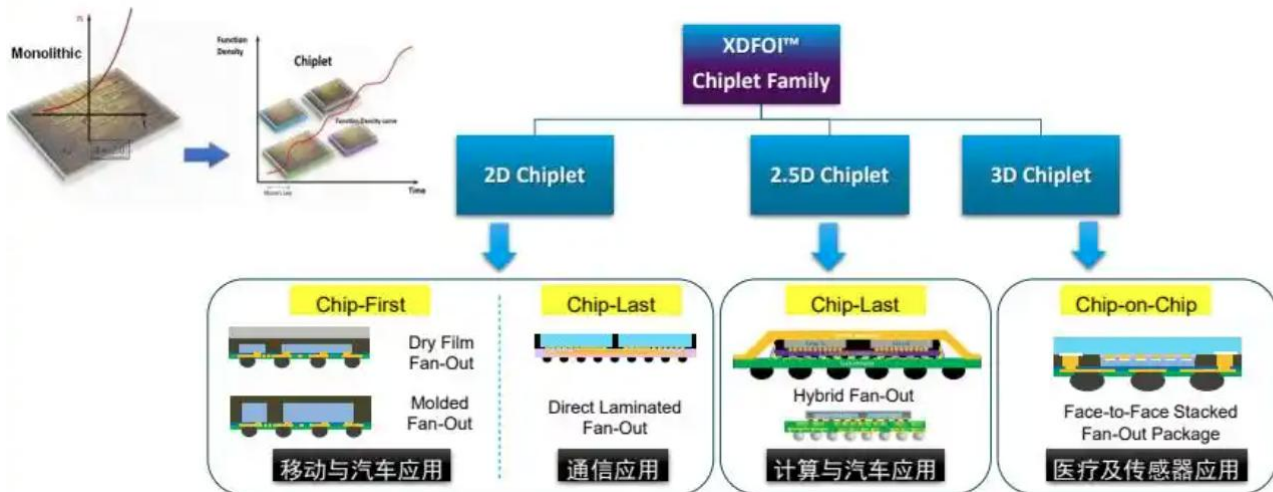 n
Monolithic
Function
Density
Chiplet
Function Density curve
Moore's Law
Time
XDFOI™
Chiplet Family
2D Chiplet
2.5D Chiplet
3D Chiplet
Chip-First
Dry Film
Fan-Out
Molded
Fan-Out
移动与汽车应用
Chip-Last
Direct Laminated
Fan-Out
通信应用
Chip-Last
Hybrid Fan-Out
计算与汽车应用
Chip-on-Chip
Face-to-Face Stacked
Fan-Out Package
医疗及传感器应用